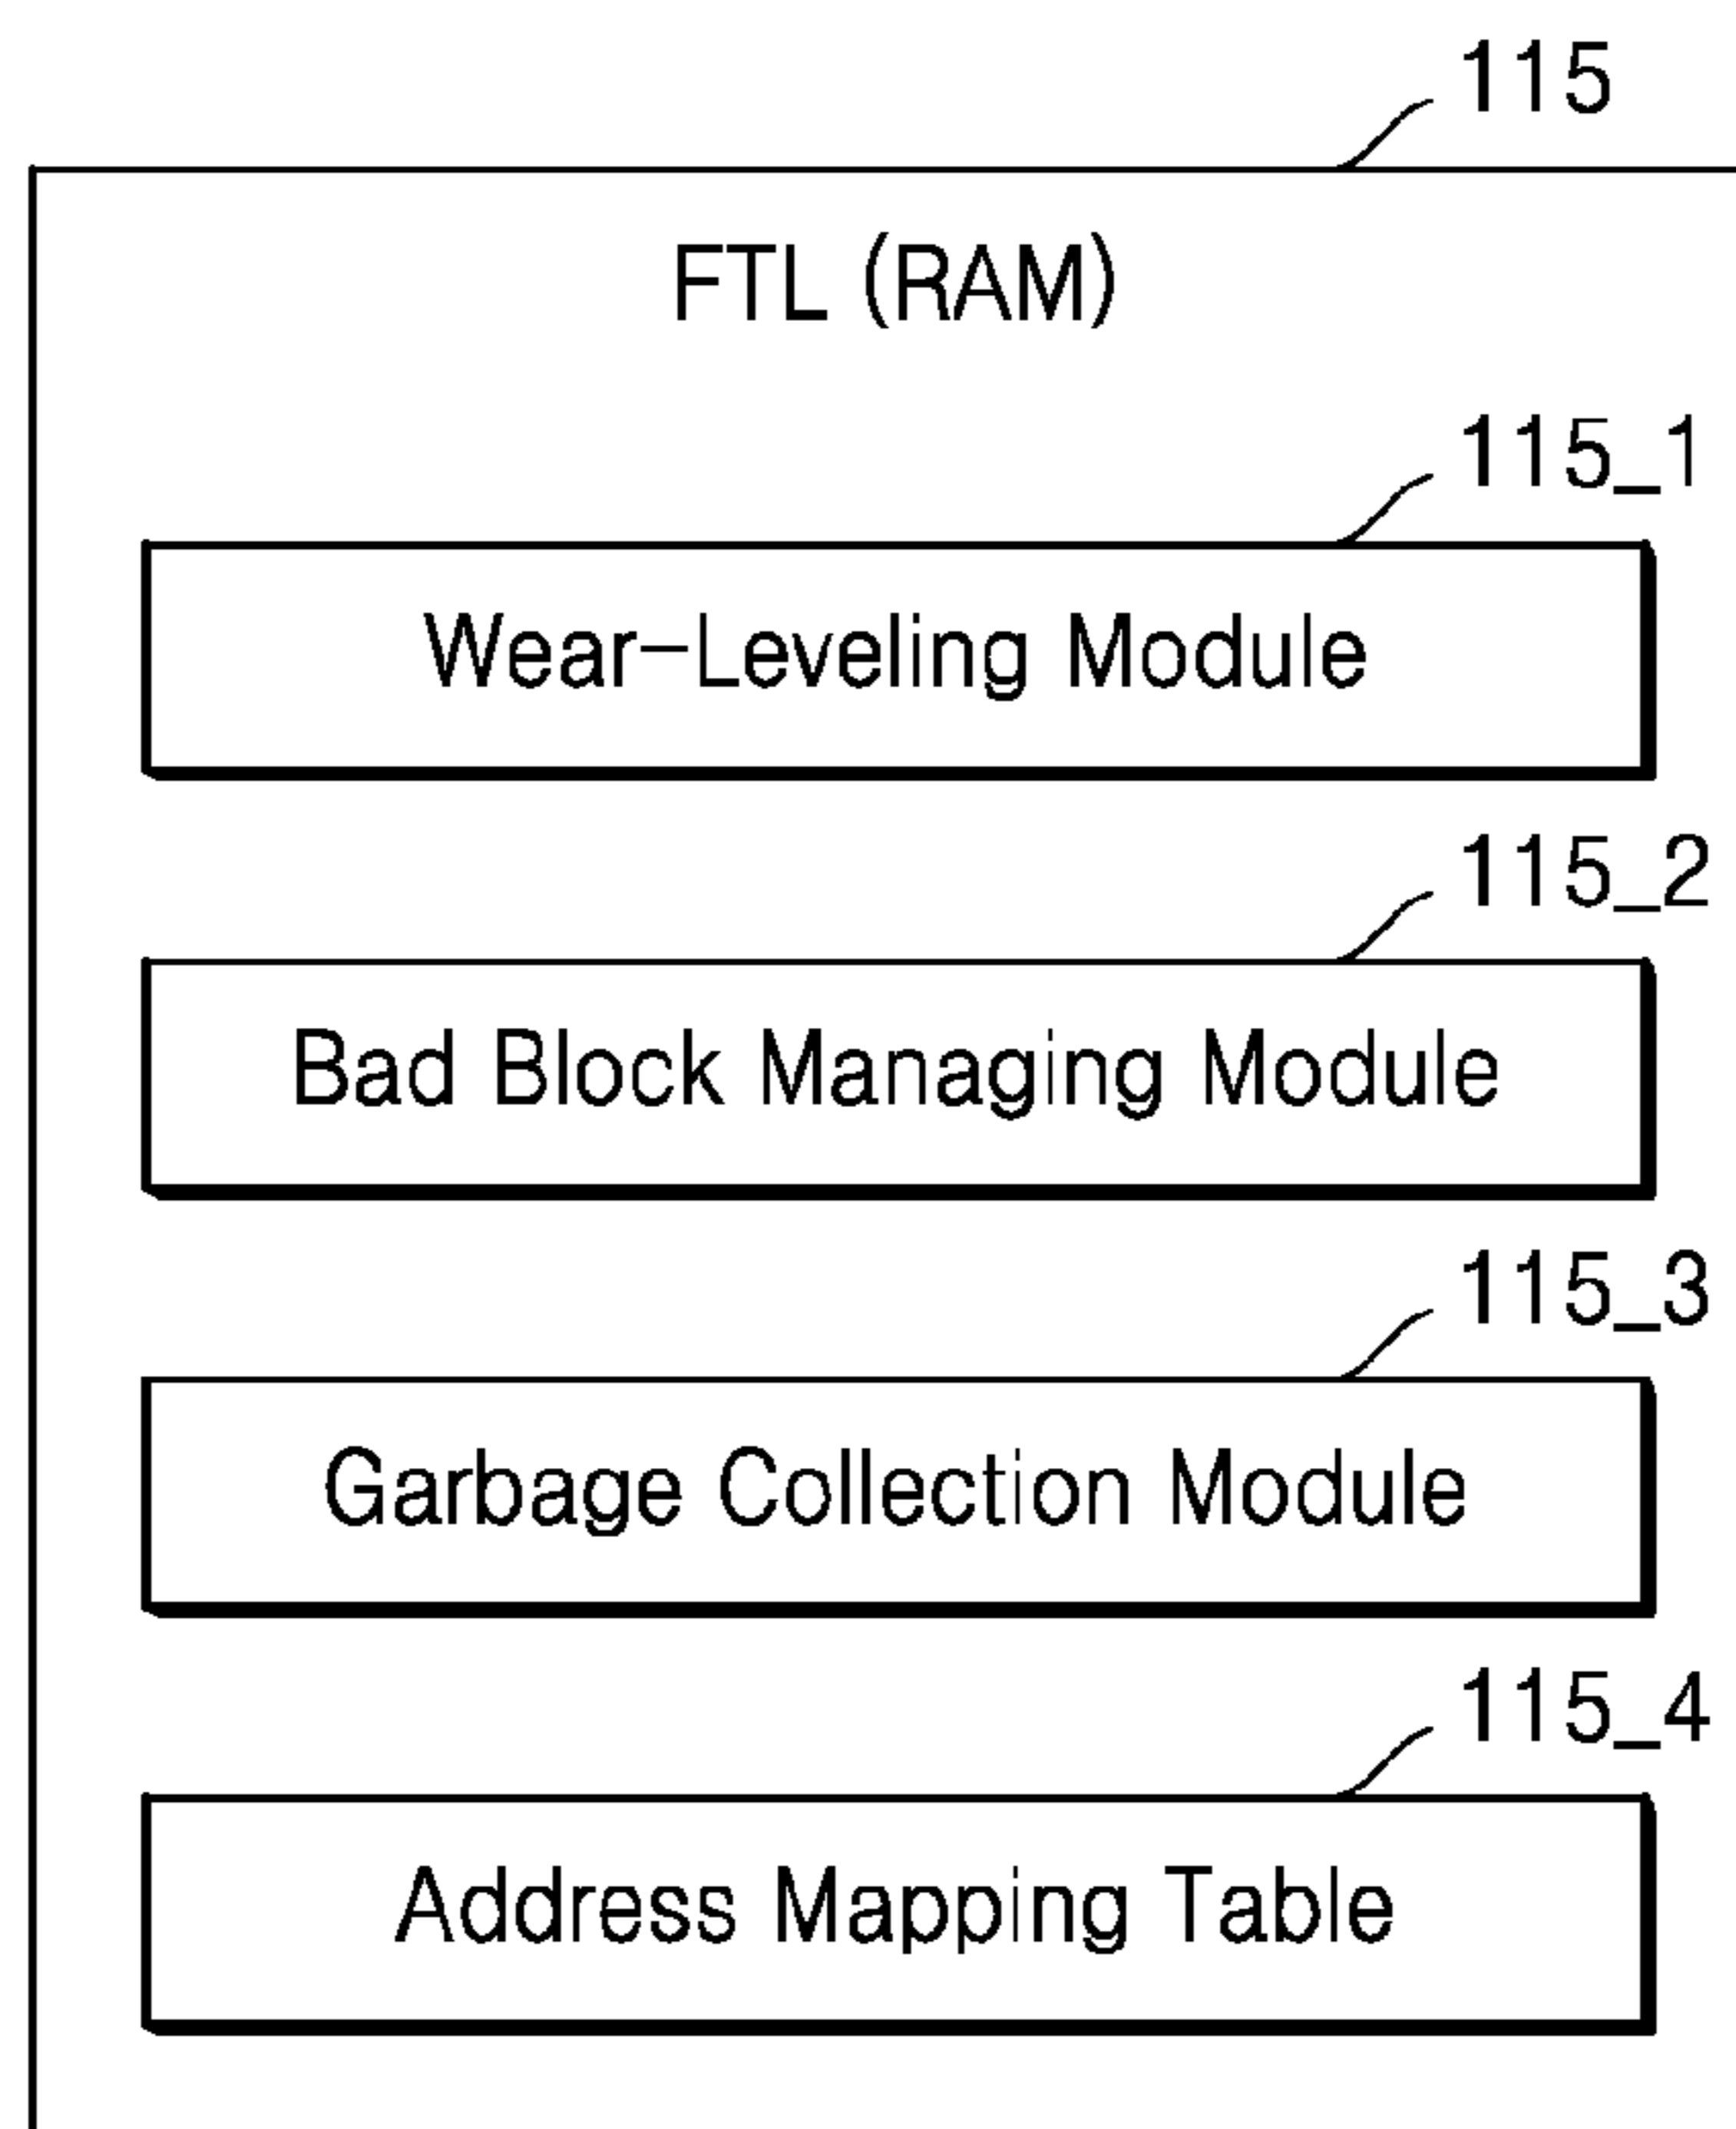 115
FTL (RAM)
115_1
Wear-Leveling Module
115_2
Bad Block Managing Module
115_3
Garbage Collection Module
115_4
Address Mapping Table